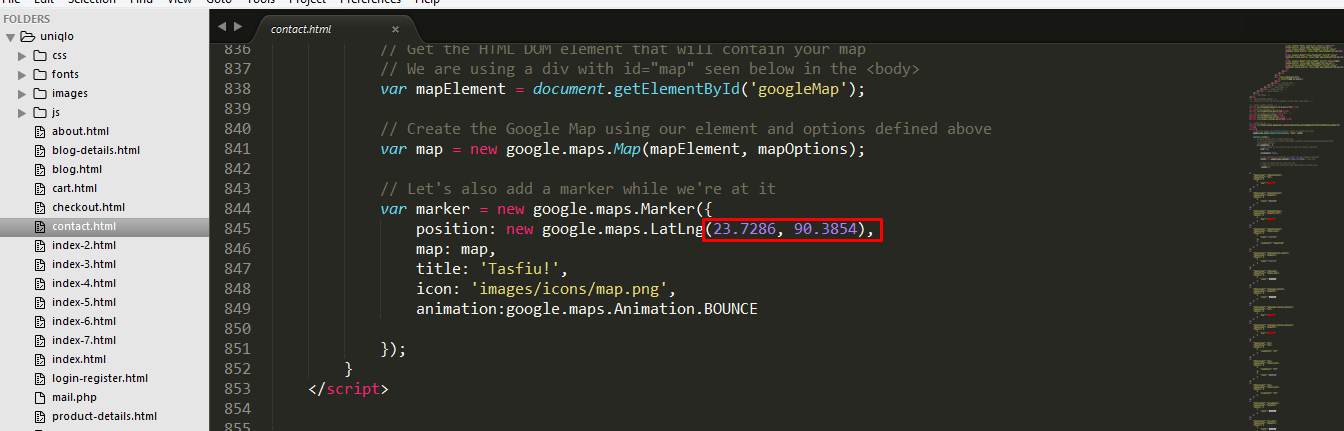 File Edit Selection Find View Goto Tools Project Preferences Help
FOLDERS
uniqlo
css
fonts
images
js
about.html
blog-details.html
blog.html
cart.html
checkout.html
contact.html
index-2.html
index-3.html
index-4.html
index-5.html
index-6.html
index-7.html
index.html
login-register.html
mail.php
product-details.html
contact.html ×
836 // Get the HTML DOM element that will contain your map
837 // We are using a div with id="map" seen below in the <body>
838 var mapElement = document.getElementById('googleMap');
839
840 // Create the Google Map using our element and options defined above
841 var map = new google.maps.Map(mapElement, mapOptions);
842
843 // Let's also add a marker while we're at it
844 var marker = new google.maps.Marker({
845 position: new google.maps.LatLng(23.7286, 90.3854),
846 map: map,
847 title: 'Tasfiu!',
848 icon: 'images/icons/map.png',
849 animation:google.maps.Animation.BOUNCE
850
851 });
852 }
853 </script>
854
855